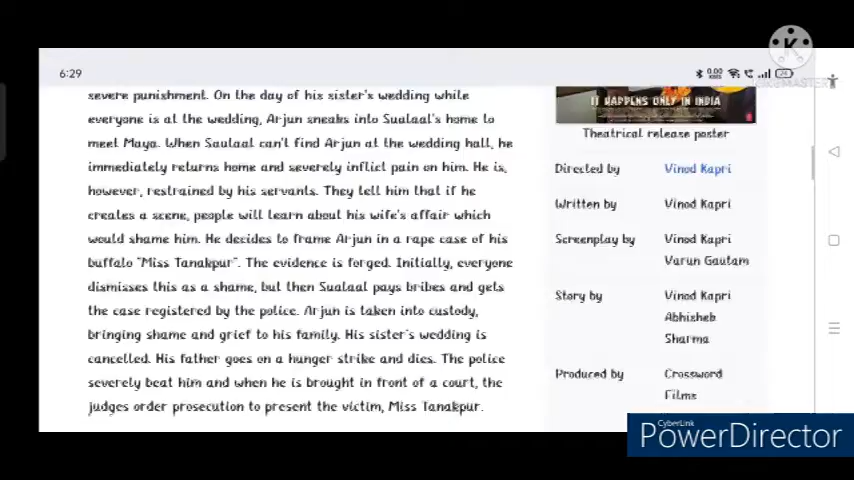 6:29
0.00
KB/S
24
KINEMASTER
severe punishment. On the day of his sister's wedding while
everyone is at the wedding, Arjun sneaks into Sualaal's home to
meet Maya. When Saulaal can't find Arjun at the wedding hall, he
immediately returns home and severely inflict pain on him. He is,
however, restrained by his servants. They tell him that if he
creates a scene, people will learn about his wife's affair which
would shame him. He decides to frame Arjun in a rape case of his
buffalo "Miss Tanakpur". The evidence is forged. Initially, everyone
dismisses this as a shame, but then Sualaal pays bribes and gets
the case registered by the police. Arjun is taken into custody,
bringing shame and grief to his family. His sister's wedding is
cancelled. His father goes on a hunger strike and dies. The police
severely beat him and when he is brought in front of a court, the
judges order prosecution to present the victim, Miss Tanakpur.
IT HAPPENS ONLY IN INDIA
Theatrical release poster
Directed by Vinod Kapri
Written by Vinod Kapri
Screenplay by Vinod Kapri
Varun Gautam
Story by Vinod Kapri
Abhishek
Sharma
Produced by Crossword
Films
CyberLink
PowerDirector